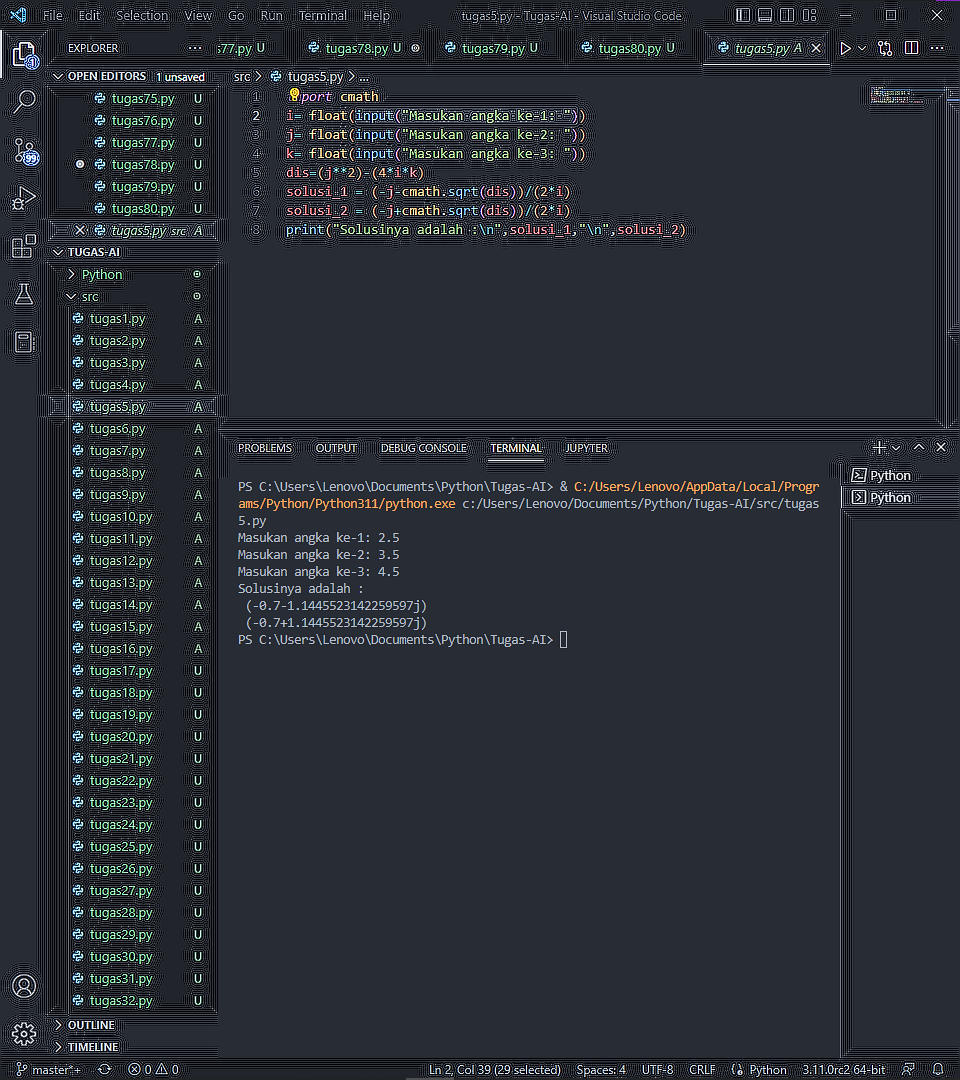 File Edit Selection View Go Run Terminal Help tugas5.py - Tugas-AI - Visual Studio Code
EXPLORER ...
s77.py U tugas78.py U tugas79.py U tugas80.py U tugas5.py A ...
OPEN EDITORS 1 unsaved
tugas75.py U
tugas76.py U
tugas77.py U
tugas78.py U
tugas79.py U
tugas80.py U
tugas5.py src A
TUGAS-AI
Python
src
tugas1.py A
tugas2.py A
tugas3.py A
tugas4.py A
tugas5.py A
tugas6.py A
tugas7.py A
tugas8.py A
tugas9.py A
tugas10.py A
tugas11.py A
tugas12.py A
tugas13.py A
tugas14.py A
tugas15.py A
tugas16.py A
tugas17.py U
tugas18.py U
tugas19.py U
tugas20.py U
tugas21.py U
tugas22.py U
tugas23.py U
tugas24.py U
tugas25.py U
tugas26.py U
tugas27.py U
tugas28.py U
tugas29.py U
tugas30.py U
tugas31.py U
tugas32.py U
OUTLINE
TIMELINE
1
99
src > tugas5.py > ...
1 port cmath
2 i= float(input("Masukan angka ke-1: "))
3 j= float(input("Masukan angka ke-2: "))
4 k= float(input("Masukan angka ke-3: "))
5 dis=(j**2)-(4*i*k)
6 solusi_1 = (-j-cmath.sqrt(dis))/(2*i)
7 solusi_2 = (-j+cmath.sqrt(dis))/(2*i)
8 print("Solusinya adalah :\n",solusi_1,"\n",solusi_2)
PROBLEMS OUTPUT DEBUG CONSOLE TERMINAL JUPYTER
PS C:\Users\Lenovo\Documents\Python\Tugas-AI> & C:/Users/Lenovo/AppData/Local/Progr
ams/Python/Python311/python.exe c:/Users/Lenovo/Documents/Python/Tugas-AI/src/tugas
5.py
Masukan angka ke-1: 2.5
Masukan angka ke-2: 3.5
Masukan angka ke-3: 4.5
Solusinya adalah :
(-0.7-1.1445523142259597j)
(-0.7+1.1445523142259597j)
PS C:\Users\Lenovo\Documents\Python\Tugas-AI>
Python
Python
master*+ 0 0 Ln 2, Col 39 (29 selected) Spaces: 4 UTF-8 CRLF Python 3.11.0rc2 64-bit